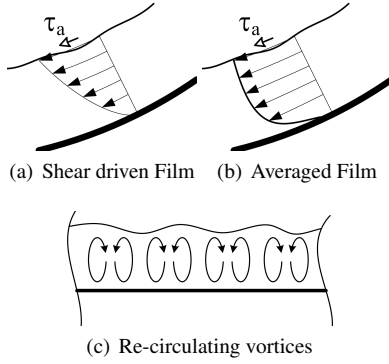 τa
τa
(a) Shear driven Film
(b) Averaged Film
(c) Re-circulating vortices